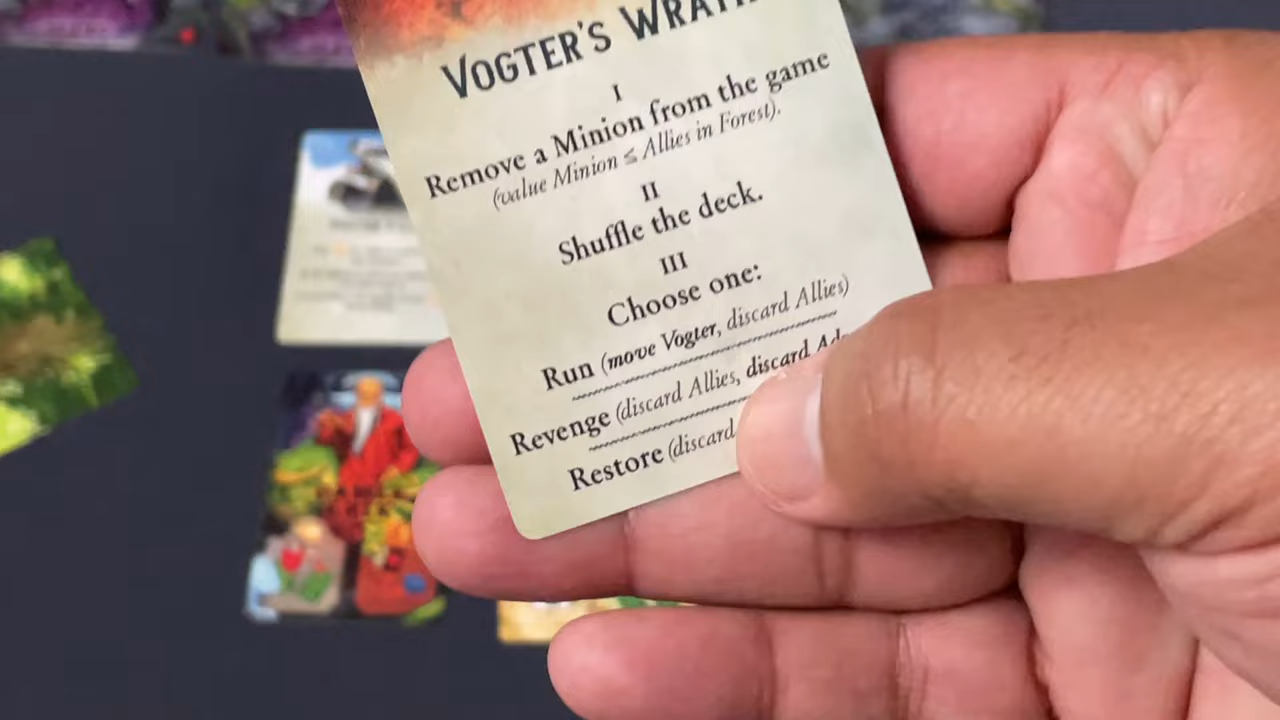 VOGTER'S WRATH
I
Remove a Minion from the game
(value Minion ≤ Allies in Forest).
II
Shuffle the deck.
III
Choose one:
Run (move Vogter, discard Allies)
Revenge (discard Allies, discard
Restore (discard